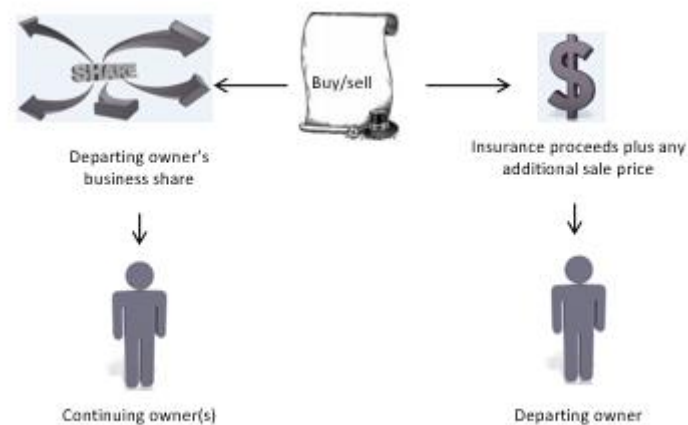 SHARE
Buy/sell
Departing owner's
business share
Insurance proceeds plus any
additional sale price
Continuing owner(s)
Departing owner